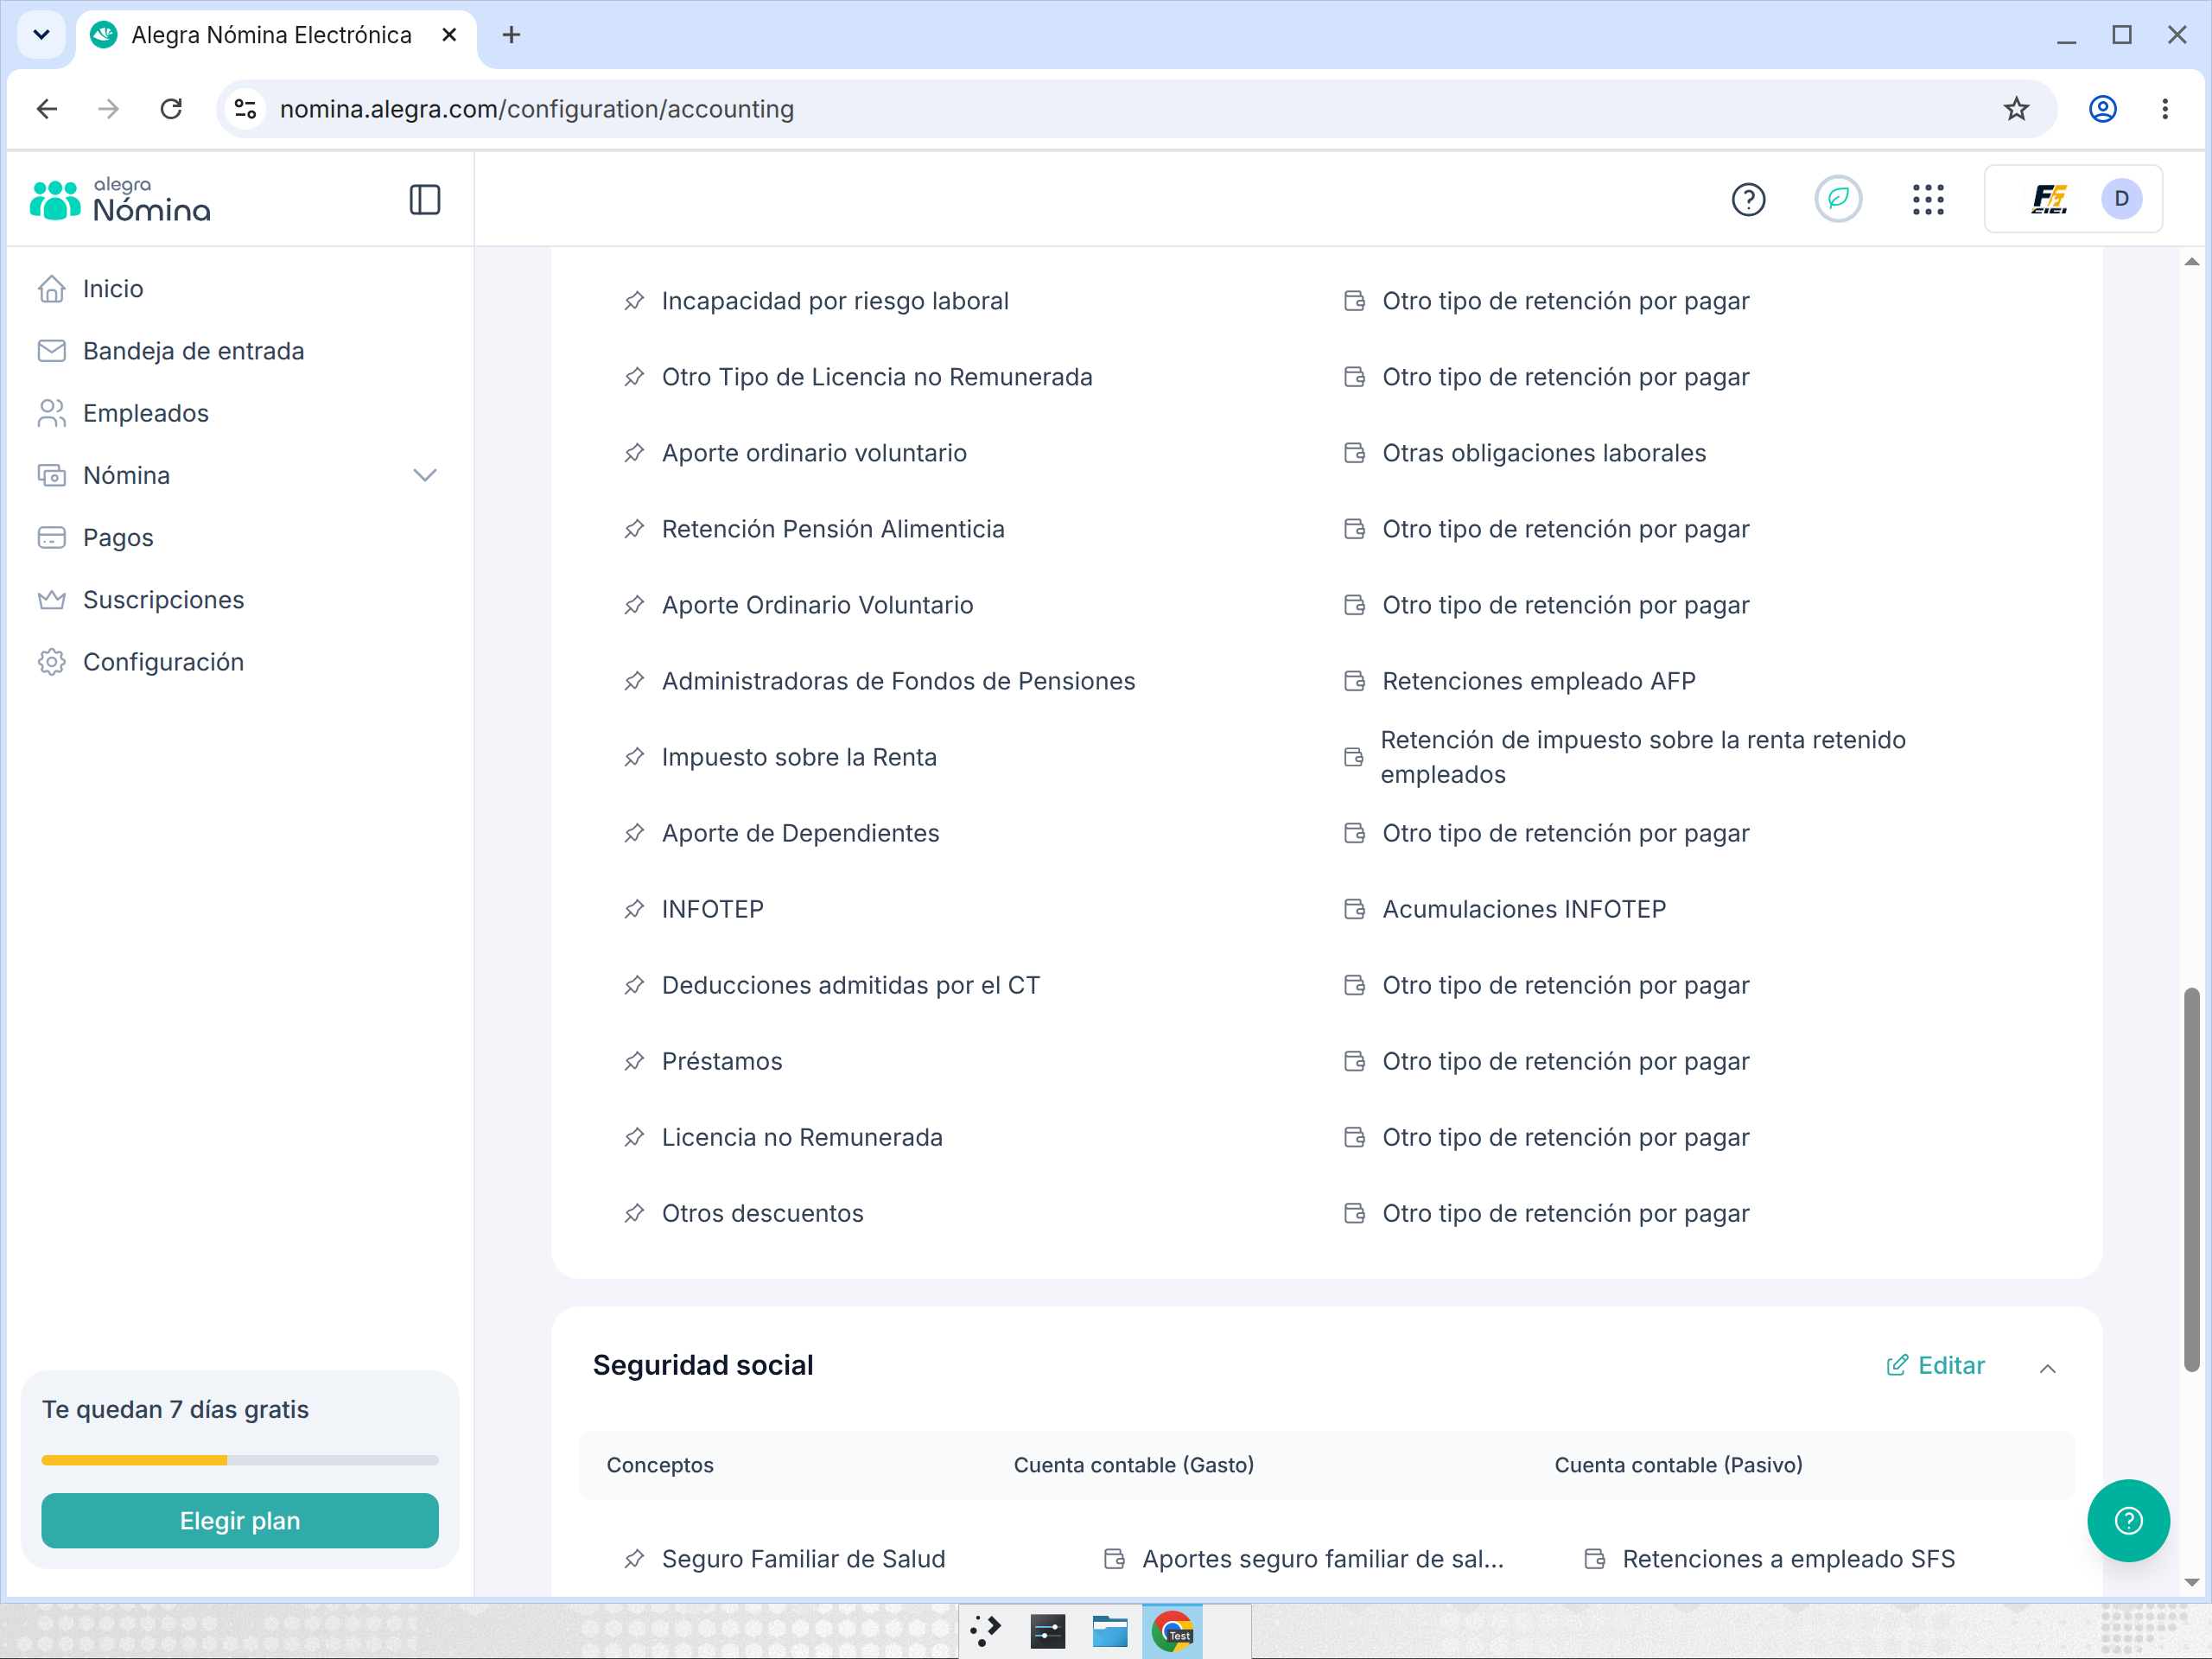 Alegra Nómina Electrónica
nomina.alegra.com/configuration/accounting
alegra
Nómina
D
Inicio
Bandeja de entrada
Empleados
Nómina
Pagos
Suscripciones
Configuración
Te quedan 7 días gratis
Elegir plan
Incapacidad por riesgo laboral Otro tipo de retención por pagar
Otro Tipo de Licencia no Remunerada Otro tipo de retención por pagar
Aporte ordinario voluntario Otras obligaciones laborales
Retención Pensión Alimenticia Otro tipo de retención por pagar
Aporte Ordinario Voluntario Otro tipo de retención por pagar
Administradoras de Fondos de Pensiones Retenciones empleado AFP
Impuesto sobre la Renta Retención de impuesto sobre la renta retenido
empleados
Aporte de Dependientes Otro tipo de retención por pagar
INFOTEP Acumulaciones INFOTEP
Deducciones admitidas por el CT Otro tipo de retención por pagar
Préstamos Otro tipo de retención por pagar
Licencia no Remunerada Otro tipo de retención por pagar
Otros descuentos Otro tipo de retención por pagar
Seguridad social Editar
Conceptos Cuenta contable (Gasto) Cuenta contable (Pasivo)
Seguro Familiar de Salud Aportes seguro familiar de sal... Retenciones a empleado SFS
Test